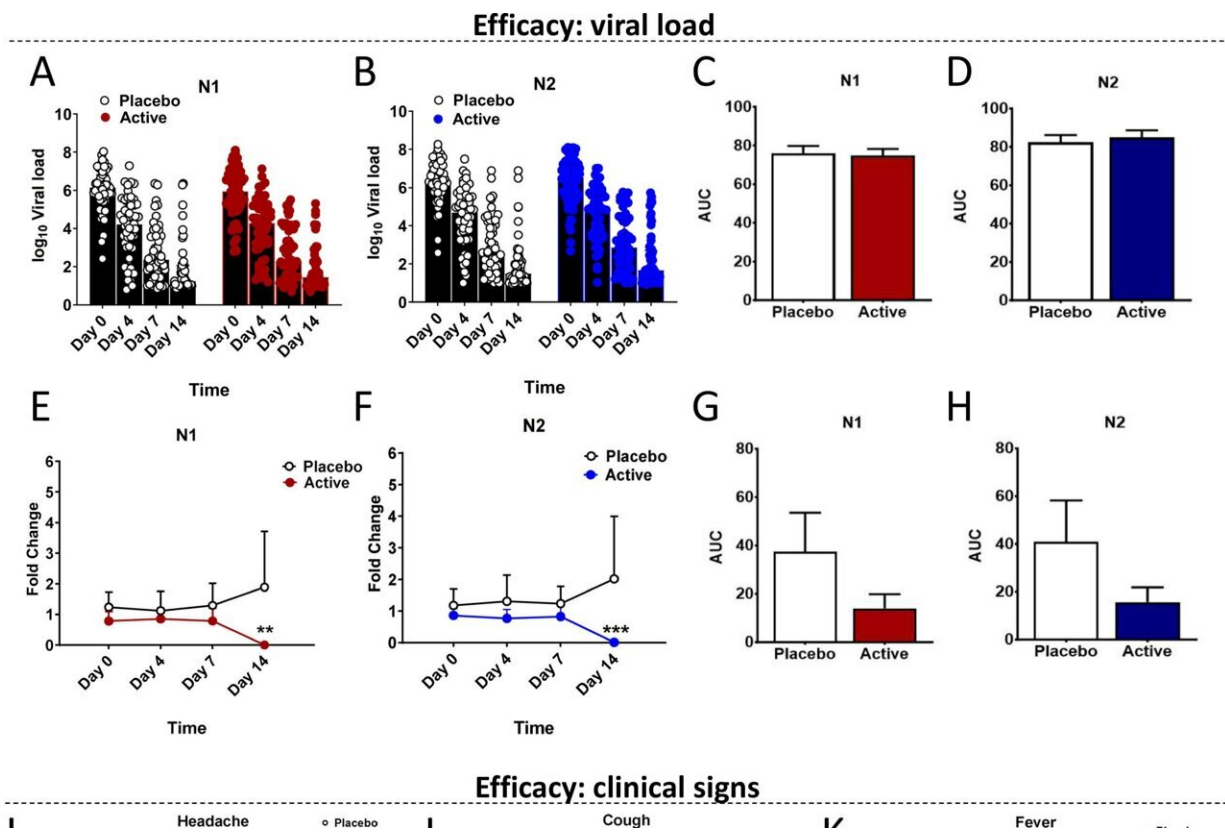 Efficacy: viral load
A
N1
Placebo
Active
log10 Viral load
10
8
6
4
2
0
Day 0
Day 4
Day 7
Day 14
Day 0
Day 4
Day 7
Day 14
Time
B
N2
Placebo
Active
log10 Viral load
10
8
6
4
2
0
Day 0
Day 4
Day 7
Day 14
Day 0
Day 4
Day 7
Day 14
Time
C
N1
AUC
100
80
60
40
20
0
Placebo
Active
D
N2
AUC
100
80
60
40
20
0
Placebo
Active
E
N1
Placebo
Active
Fold Change
6
5
4
3
2
1
0
**
Day 0
Day 4
Day 7
Day 14
Time
F
N2
Placebo
Active
Fold Change
6
5
4
3
2
1
0
***
Day 0
Day 4
Day 7
Day 14
Time
G
N1
AUC
80
60
40
20
0
Placebo
Active
H
N2
AUC
80
60
40
20
0
Placebo
Active
Efficacy: clinical signs
Headache
Placebo
Cough
K
Fever